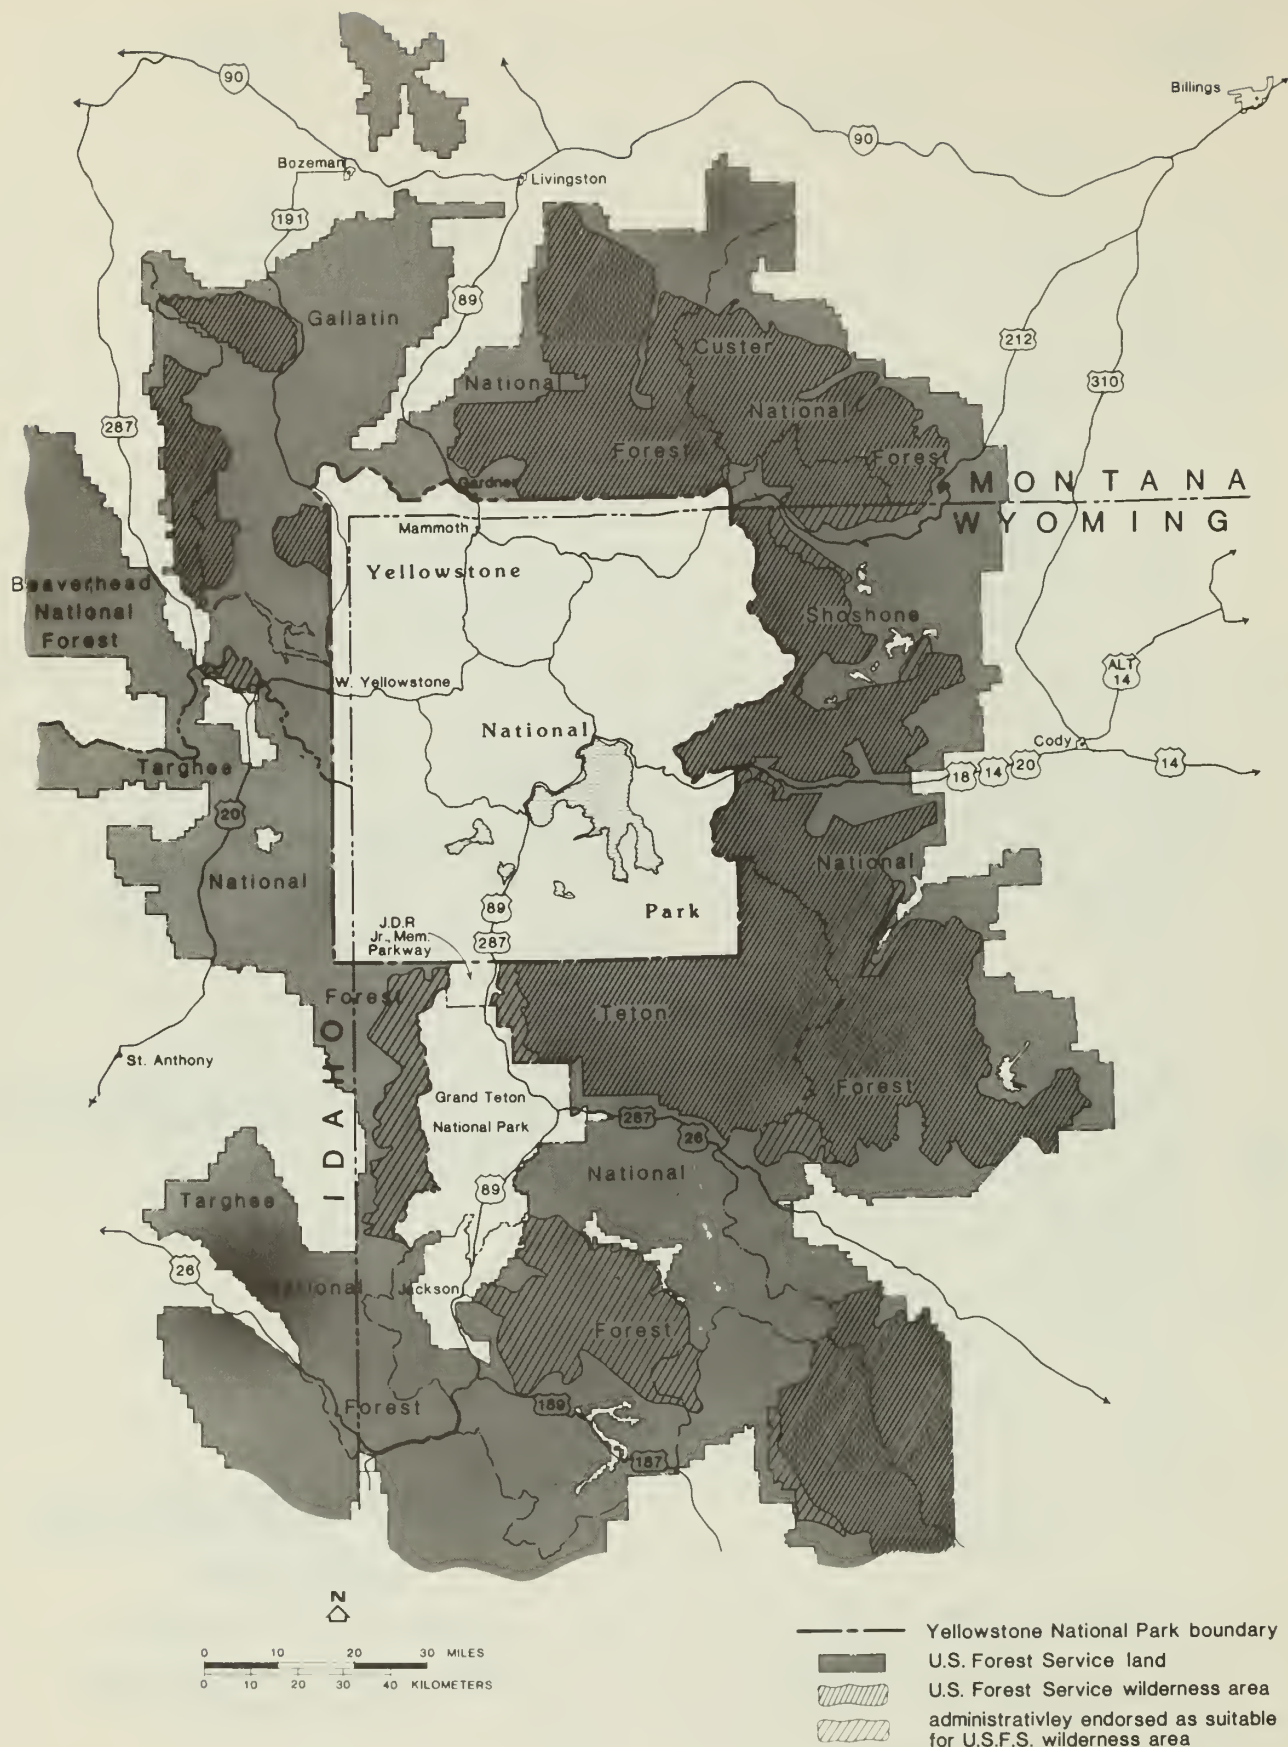 90
Billings
90
Bozeman
Livingston
191
89
Gallatin
212
Custer
310
National
National
287
Forest
Forest
MONTANA
Gardner
WYOMING
Mammoth
Yellowstone
Beaverhead
National
Forest
Shoshone
ALT
14
W. Yellowstone
National
Cody
Targhee
18
14
20
14
20
National
National
Park
89
J.D.R
Jr., Mem.
Parkway
287
Forest
Teton
IDAHO
St. Anthony
Forest
Grand Teton
National Park
287
26
National
Targhee
89
26
National
Jackson
Forest
Forest
189
187
N
0 10 20 30 MILES
0 10 20 30 40 KILOMETERS
Yellowstone National Park boundary
U.S. Forest Service land
U.S. Forest Service wilderness area
administrativley endorsed as suitable
for U.S.F.S. wilderness area